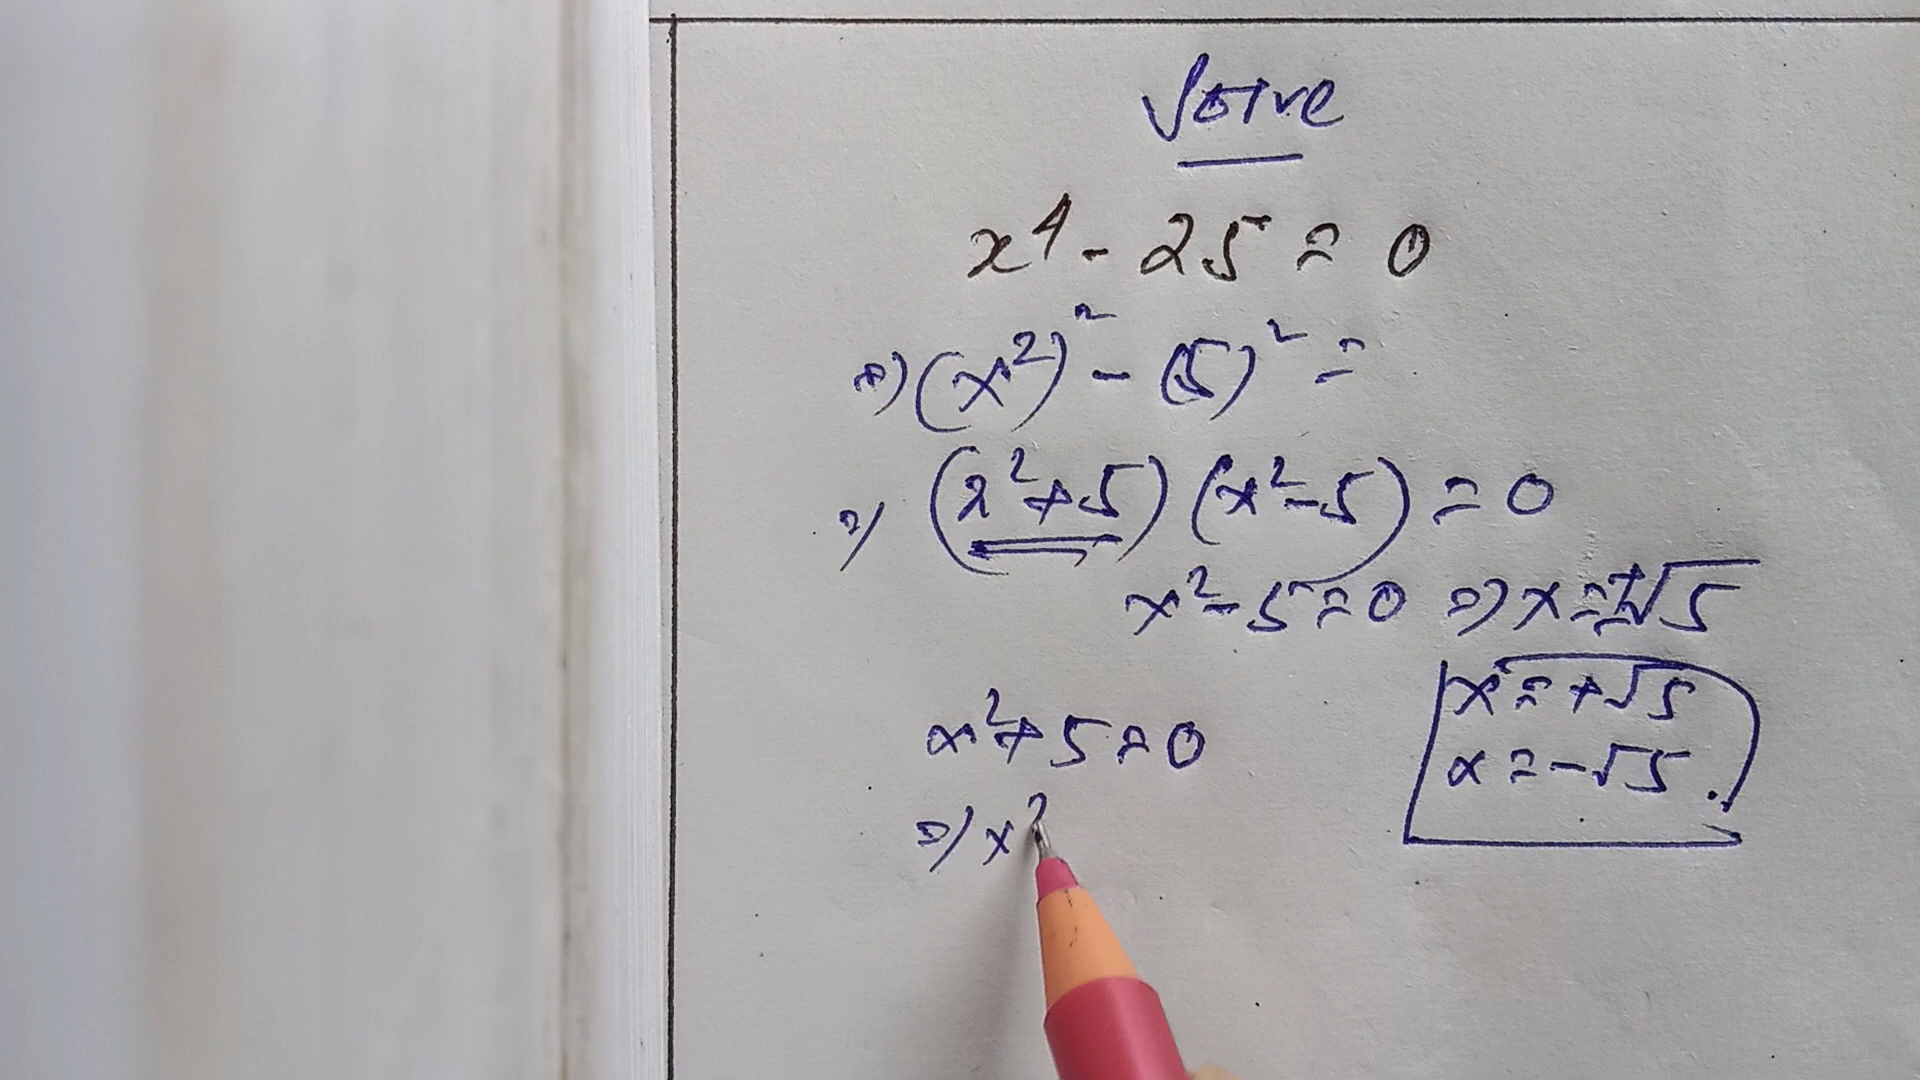 Solve
x⁴ - 25 = 0
⇒ (x²)² - (5)² =
⇒ (x² + 5) (x² - 5) = 0
x² - 5 = 0 ⇒ x = ±√5
x = +√5
x = -√5
x² + 5 = 0
⇒ x²